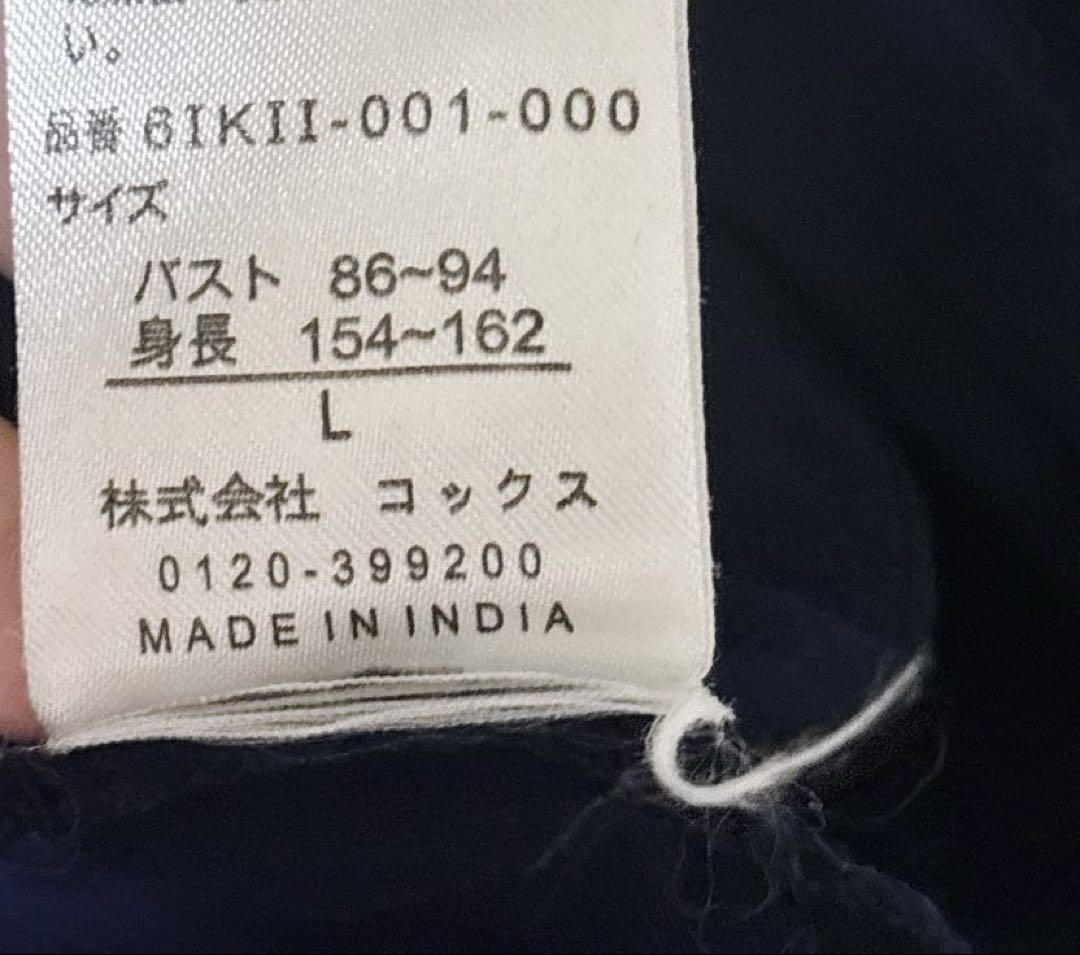 い。
品番 6IKII-001-000
サイズ
バスト 86~94
身長 154~162
L
株式会社 コックス
0120-399200
MADE IN INDIA